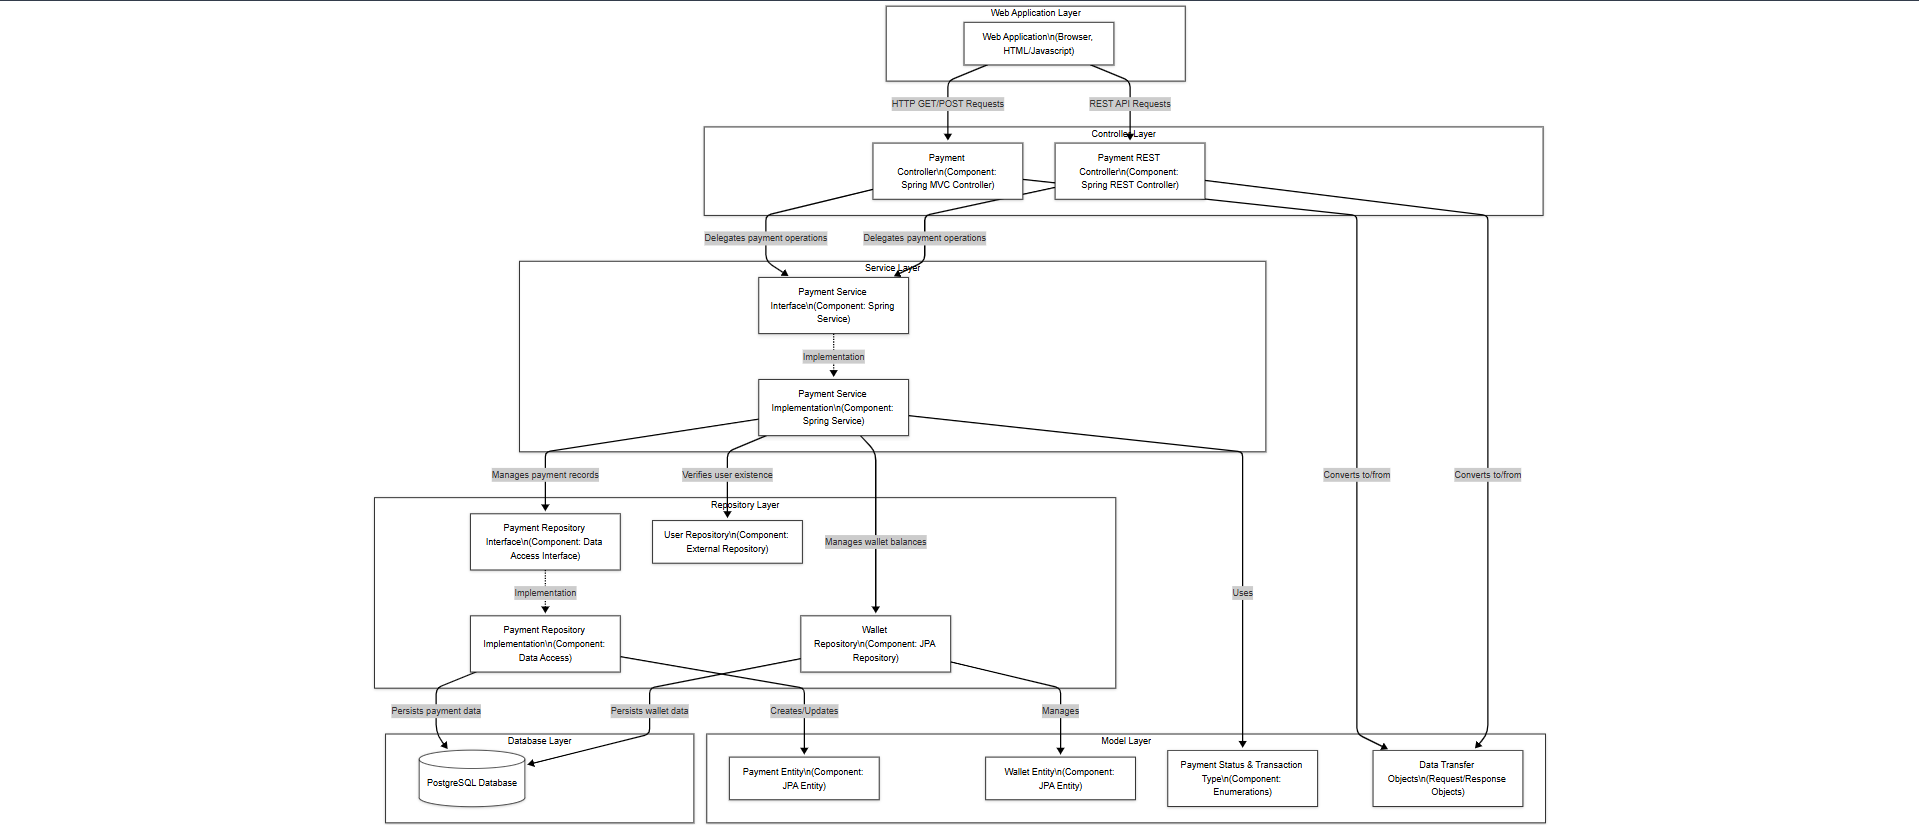 Web Application Layer
Web Application\n(Browser,
HTML/Javascript)
HTTP GET/POST Requests
REST API Requests
Controller Layer
Payment
Controller\n(Component:
Spring MVC Controller)
Payment REST
Controller\n(Component:
Spring REST Controller)
Delegates payment operations
Delegates payment operations
Service Layer
Payment Service
Interface\n(Component: Spring
Service)
Implementation
Payment Service
Implementation\n(Component:
Spring Service)
Manages payment records
Verifies user existence
Converts to/from
Converts to/from
Repository Layer
Payment Repository
Interface\n(Component: Data
Access Interface)
User Repository\n(Component:
External Repository)
Manages wallet balances
Implementation
Uses
Payment Repository
Implementation\n(Component:
Data Access)
Wallet
Repository\n(Component: JPA
Repository)
Persists payment data
Persists wallet data
Creates/Updates
Manages
Database Layer
PostgreSQL Database
Model Layer
Payment Entity\n(Component:
JPA Entity)
Wallet Entity\n(Component:
JPA Entity)
Payment Status & Transaction
Type\n(Component:
Enumerations)
Data Transfer
Objects\n(Request/Response
Objects)